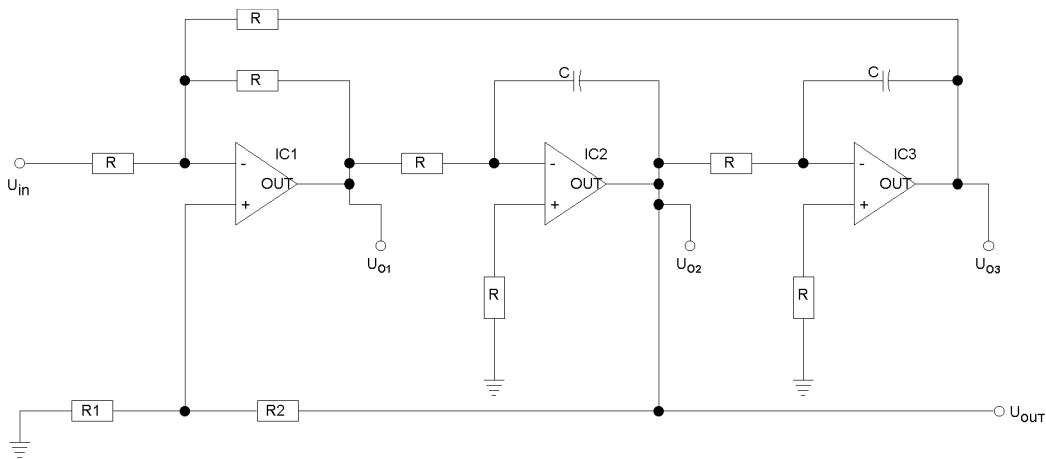 R
R
C
C
R
IC1
R
IC2
R
IC3
-
-
-
U_in
OUT
OUT
OUT
+
+
+
U_O1
U_O2
U_O3
R
R
R1
R2
U_OUT